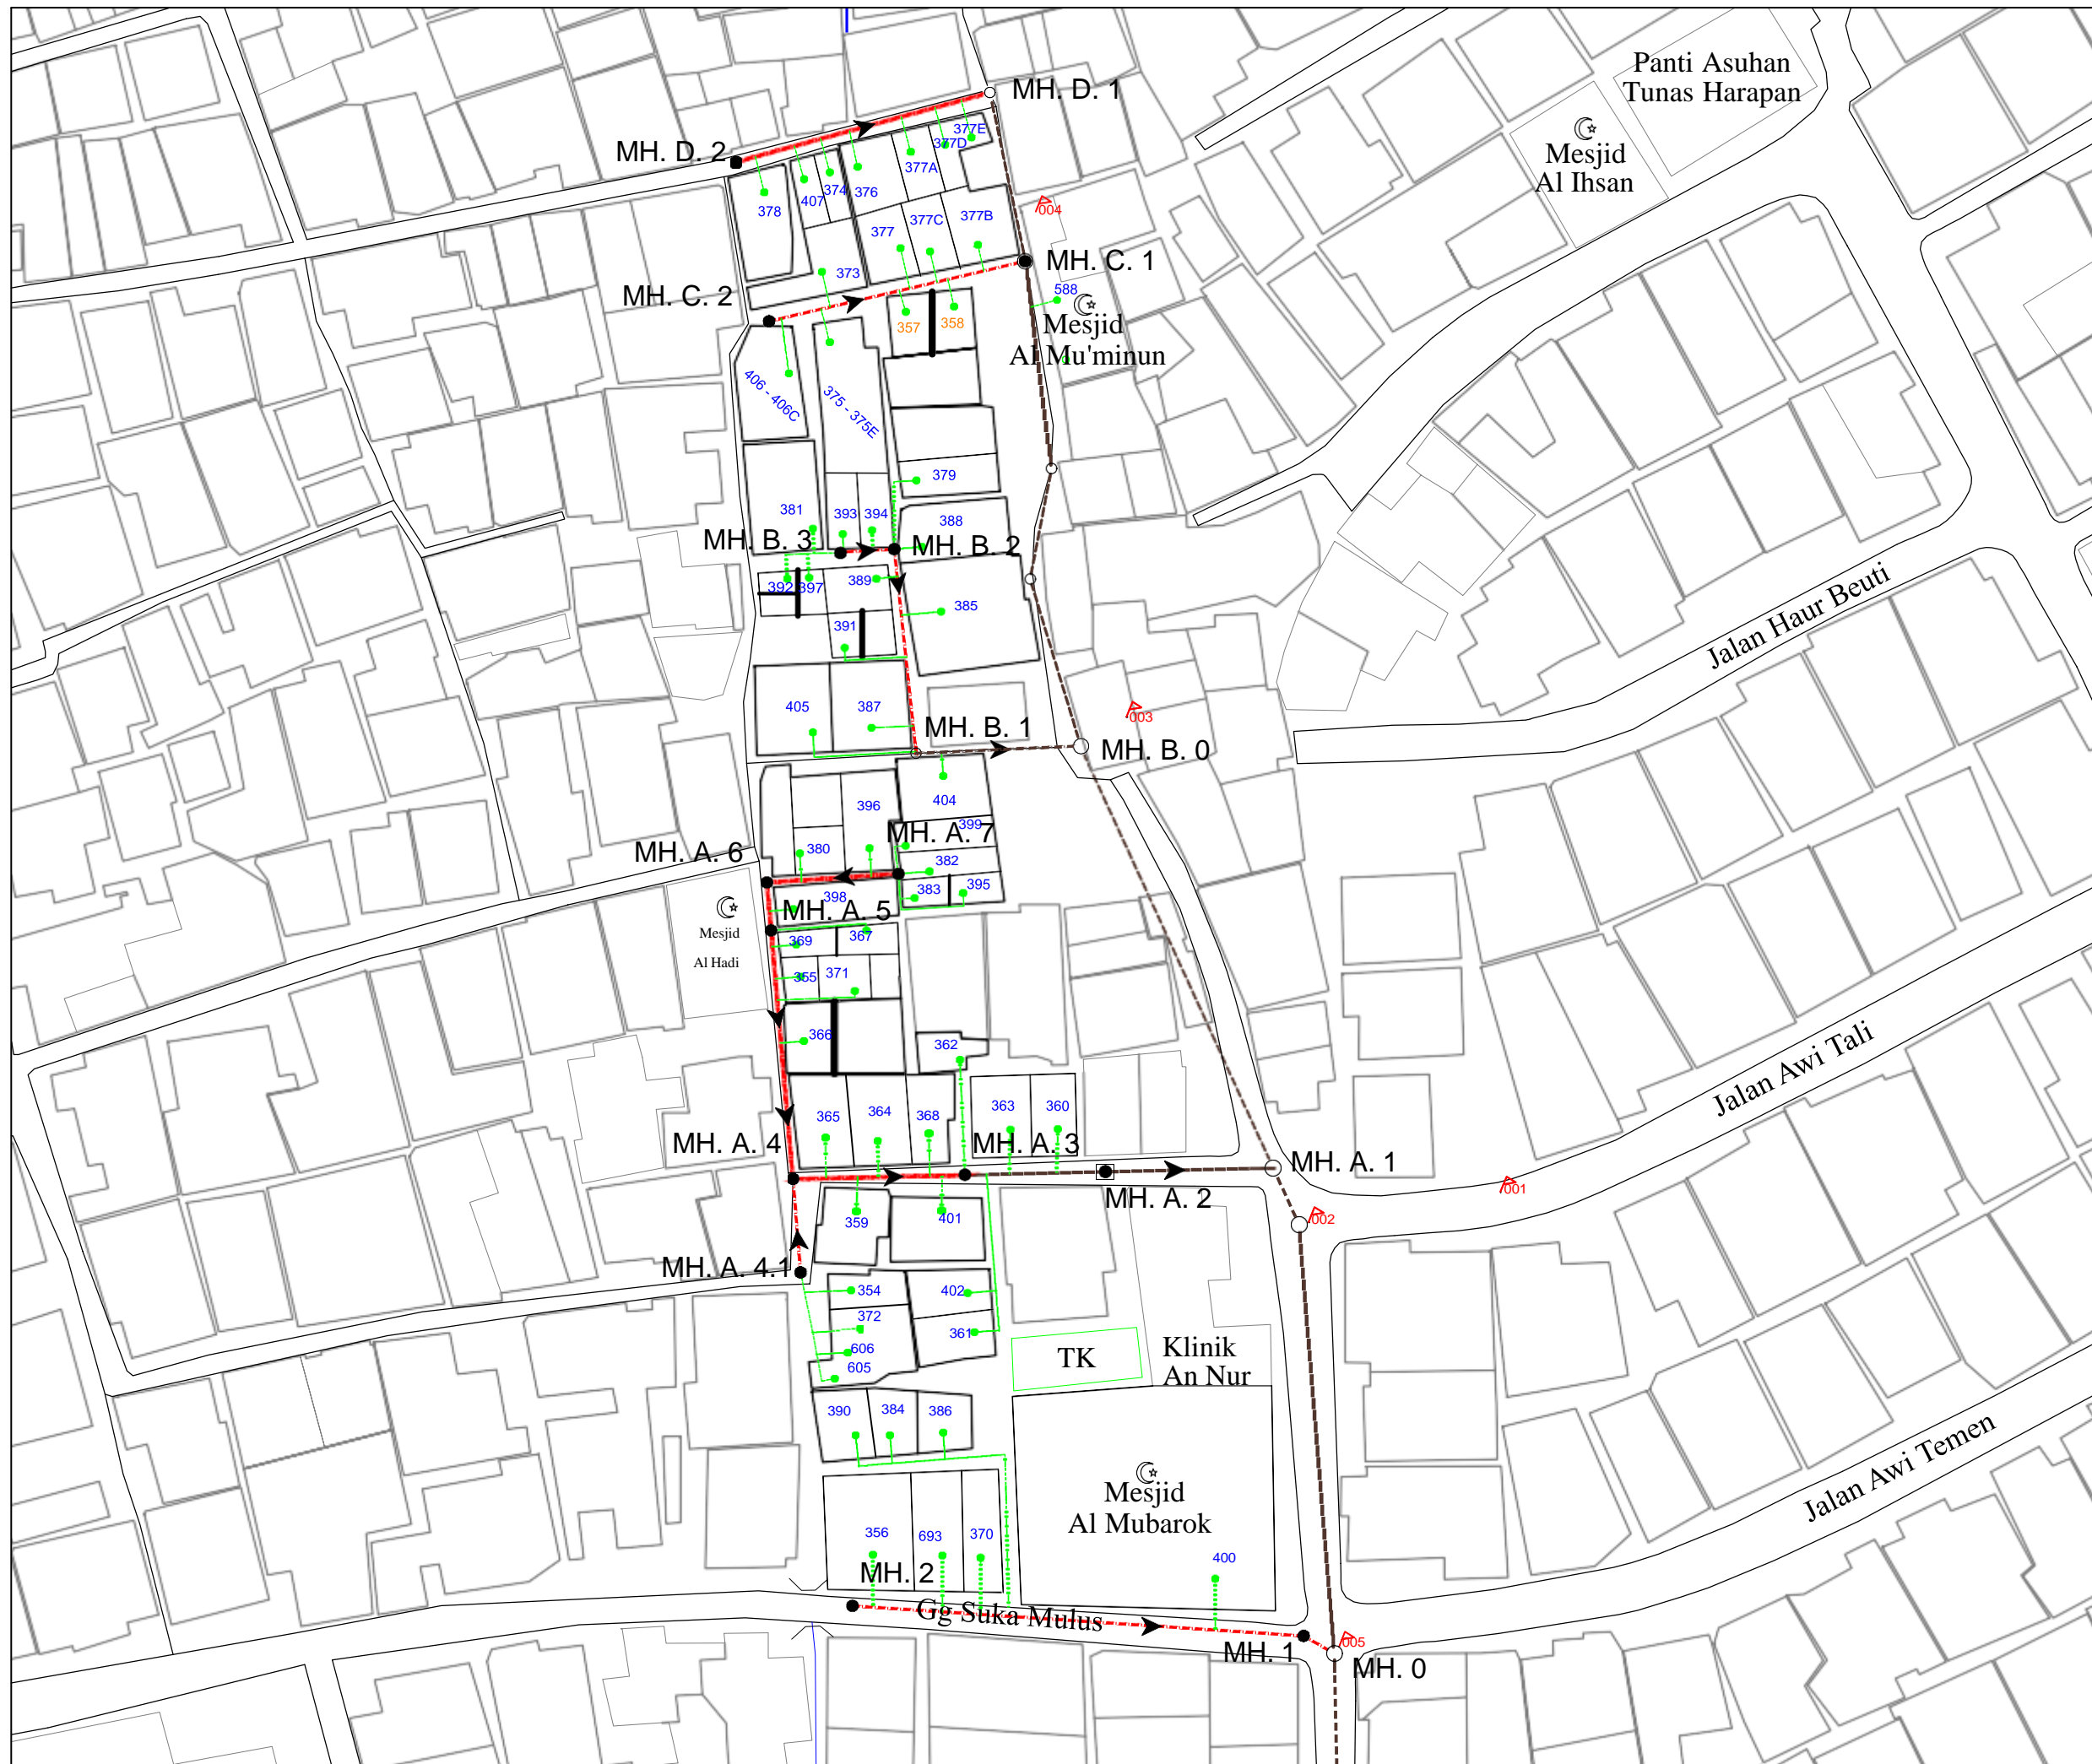 Panti Asuhan
Tunas Harapan
MH. D. 1
Mesjid
Al Ihsan
MH. D. 2
377E
377D
377A
374
376
407
378
004
377B
377C
377
MH. C. 1
373
588
MH. C. 2
Mesjid
Al Mu'minun
357
358
406 - 406C
375 - 375E
379
381
393
394
388
MH. B. 3
MH. B. 2
392
397
389
385
391
Jalan Haur Beuti
405
387
003
MH. B. 1
MH. B. 0
404
396
399
MH. A. 7
380
MH. A. 6
382
383
395
398
MH. A. 5
Mesjid
Al Hadi
369
367
355
371
366
362
Jalan Awi Tali
365
364
368
363
360
MH. A. 4
MH. A. 3
MH. A. 1
001
MH. A. 2
002
359
401
MH. A. 4.1
354
402
372
361
606
605
TK
Klinik
An Nur
390
384
386
Jalan Awi Temen
Mesjid
Al Mubarok
356
693
370
400
MH. 2
Gg Suka Mulus
MH. 1
005
MH. 0